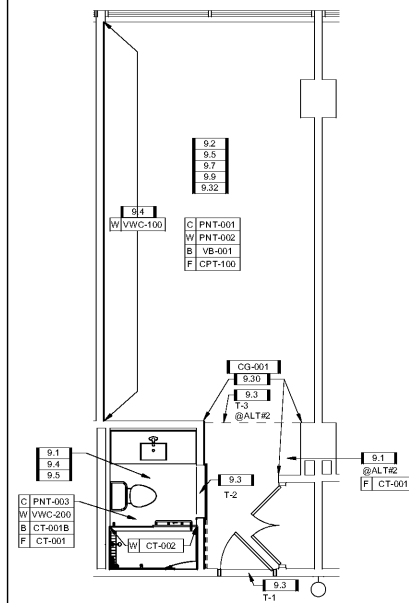 9.2
9.5
9.7
9.9
9.32
9.4
W VWC-100
C PNT-001
W PNT-002
B VB-001
F CPT-100
CG-001
9.30
9.3
T-3
@ALT#2
9.1
9.4
9.5
9.1
@ALT#2
F CT-001
9.3
T-2
C PNT-003
W VWC-200
B CT-001B
F CT-001
W CT-002
9.3
T-1